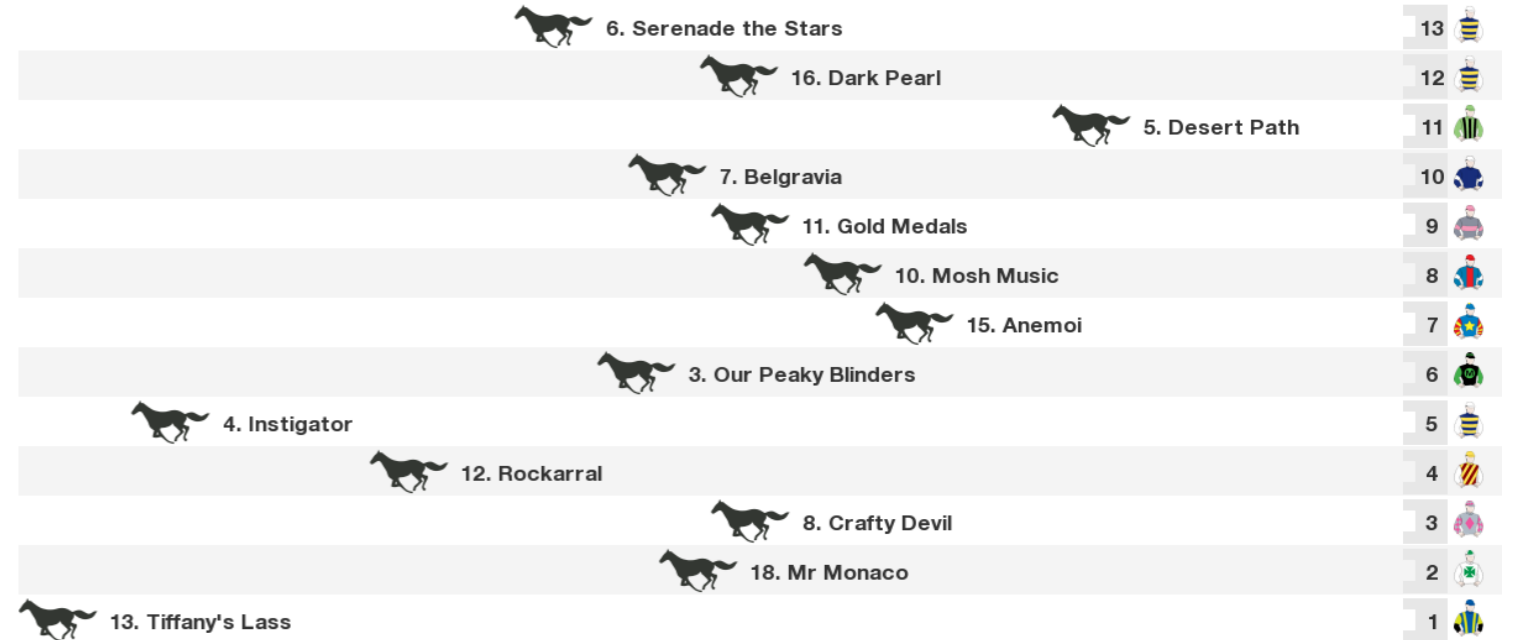 6. Serenade the Stars 13
16. Dark Pearl 12
5. Desert Path 11
7. Belgravia 10
11. Gold Medals 9
10. Mosh Music 8
15. Anemoi 7
3. Our Peaky Blinders 6
4. Instigator 5
12. Rockarral 4
8. Crafty Devil 3
18. Mr Monaco 2
13. Tiffany's Lass 1